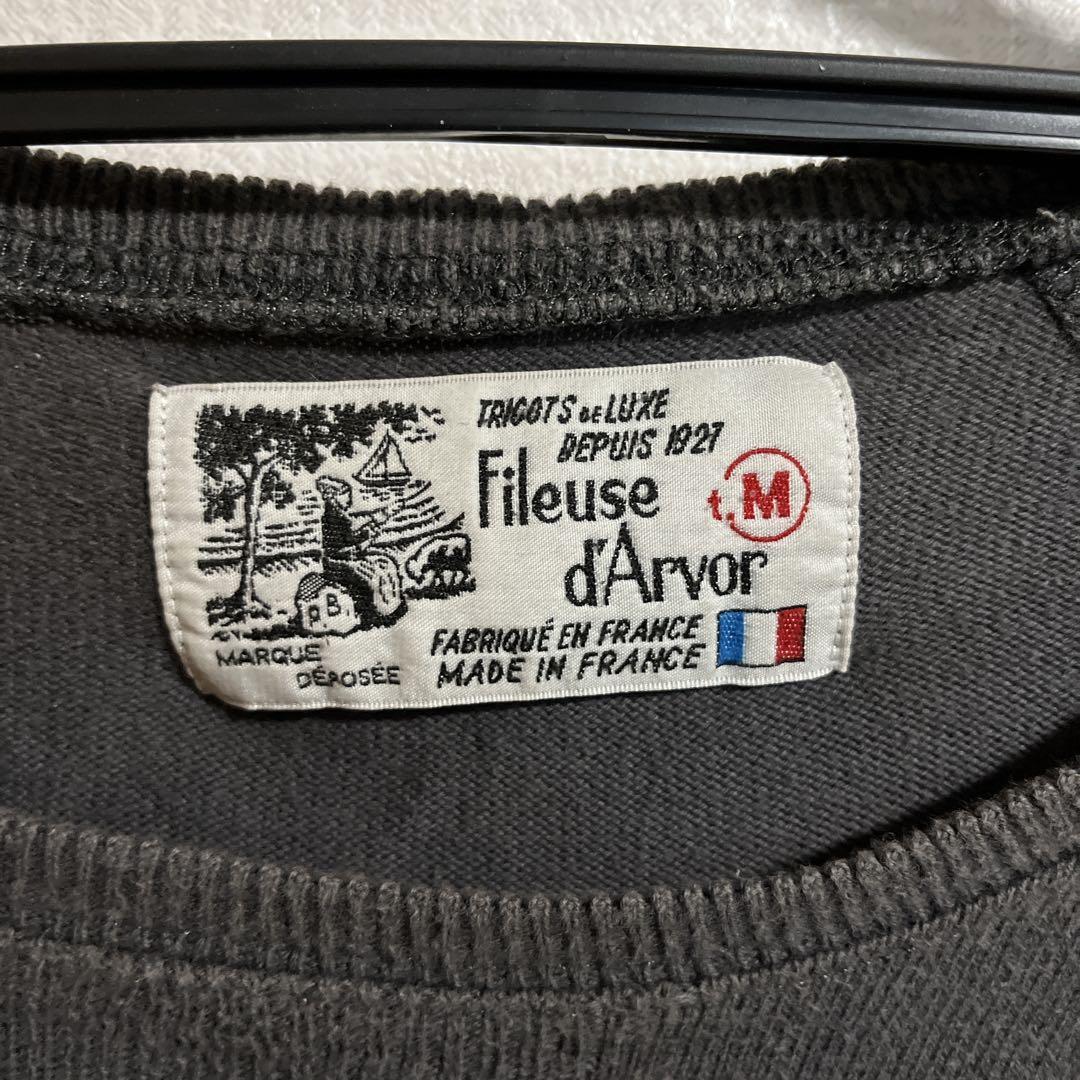 TRICOTS DE LUXE
DEPUIS 1927
Fileuse
d'Arvor
t.M
FABRIQUÉ EN FRANCE
MADE IN FRANCE
MARQUE
DÉPOSÉE